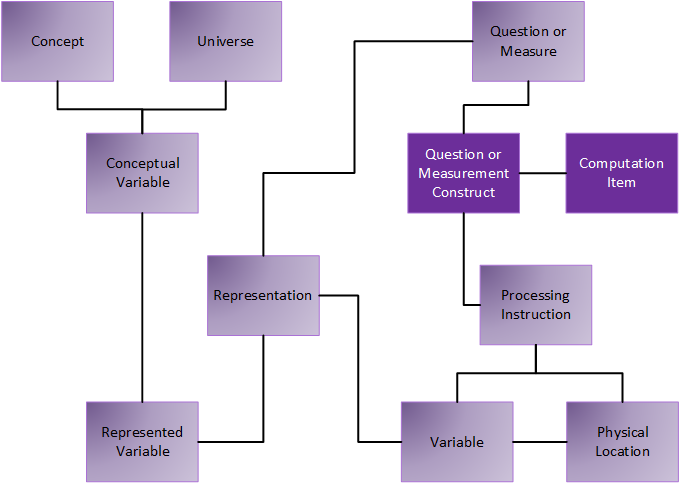 Concept
Universe
Question or
Measure
Conceptual
Variable
Question or
Measurement
Construct
Computation
Item
Representation
Processing
Instruction
Represented
Variable
Variable
Physical
Location